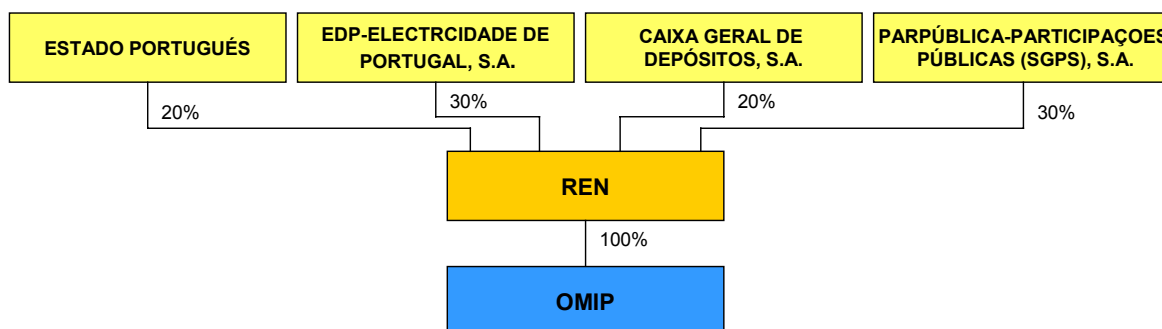 ESTADO PORTUGUÉS
EDP-ELECTRCIDADE DE
PORTUGAL, S.A.
CAIXA GERAL DE
DEPÓSITOS, S.A.
PARPÚBLICA-PARTICIPAÇOES
PÚBLICAS (SGPS), S.A.
20%
30%
20%
30%
REN
100%
OMIP